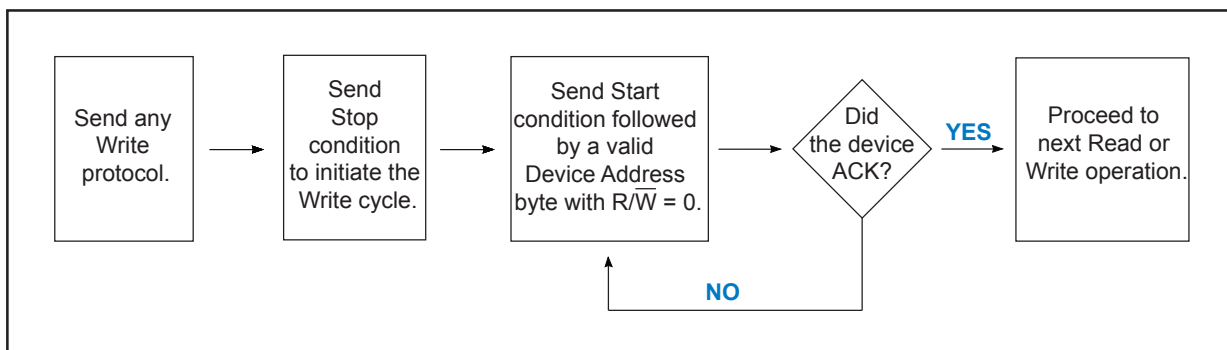 Send any
Write
protocol.
Send
Stop
condition
to initiate the
Write cycle.
Send Start
condition followed
by a valid
Device Address
byte with R/W̅ = 0.
Did
the device
ACK?
YES
Proceed to
next Read or
Write operation.
NO